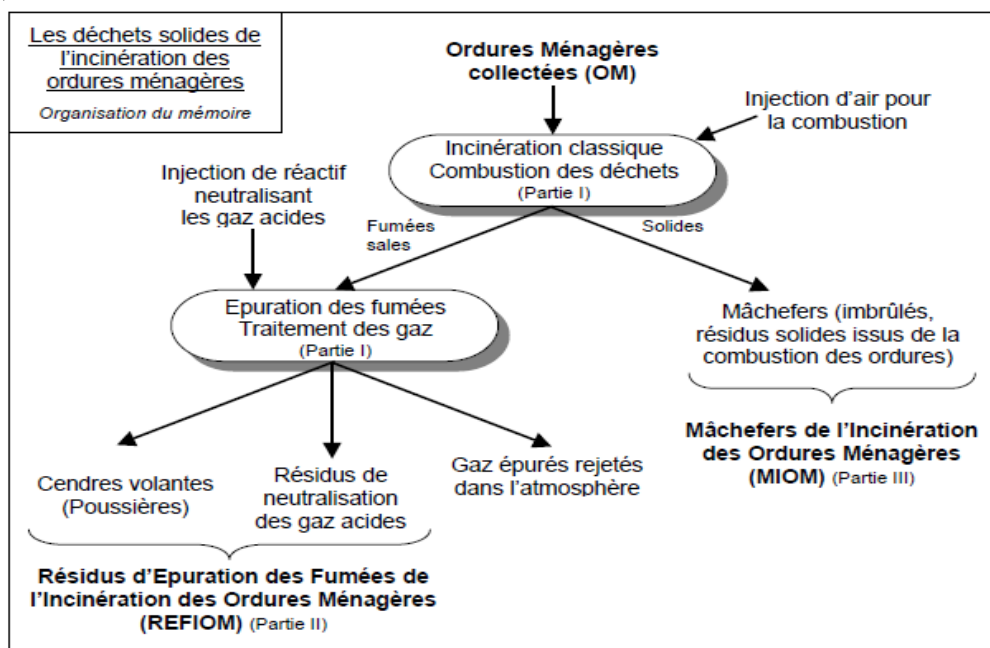 Les déchets solides de
l'incinération des
ordures ménagères
Organisation du mémoire
Ordures Ménagères
collectées (OM)
Injection d'air pour
la combustion
Incinération classique
Combustion des déchets
(Partie I)
Injection de réactif
neutralisant
les gaz acides
Fumées
sales
Solides
Epuration des fumées
Traitement des gaz
(Partie I)
Mâchefers (imbrûlés,
résidus solides issus de la
combustion des ordures)
Mâchefers de l'Incinération
des Ordures Ménagères
(MIOM) (Partie III)
Cendres volantes
(Poussières)
Résidus de
neutralisation
des gaz acides
Gaz épurés rejetés
dans l'atmosphère
Résidus d'Epuration des Fumées de
l'Incinération des Ordures Ménagères
(REFIOM) (Partie II)